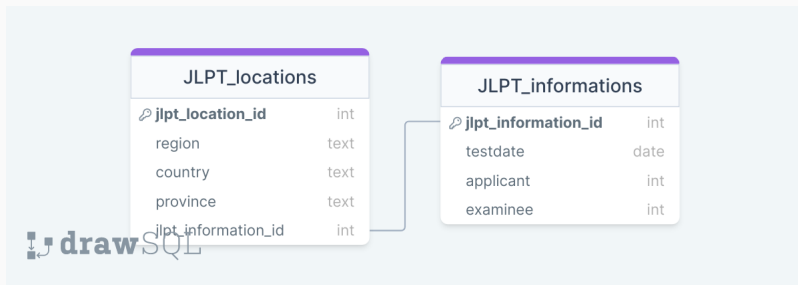 JLPT_locations
jlpt_location_id int
region text
country text
province text
jlpt_information_id int
JLPT_informations
jlpt_information_id int
testdate date
applicant int
examinee int
drawSQL